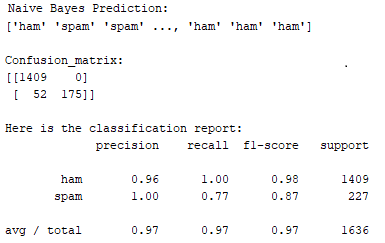 Naive Bayes Prediction:
['ham' 'spam' 'spam' ..., 'ham' 'ham' 'ham']
Confusion_matrix:
[[1409    0]
 [  52  175]]
Here is the classification report:
             precision    recall  f1-score   support
        ham       0.96      1.00      0.98      1409
       spam       1.00      0.77      0.87       227
avg / total       0.97      0.97      0.97      1636